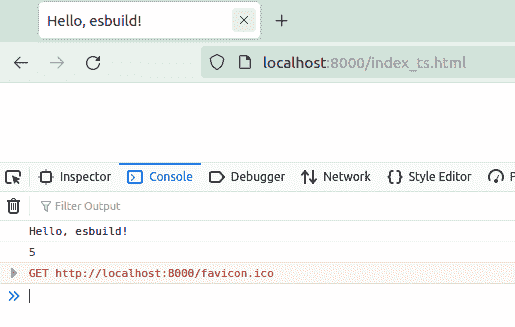 Hello, esbuild!
localhost:8000/index_ts.html
Inspector Console Debugger Network Style Editor
Filter Output
Hello, esbuild!
5
GET http://localhost:8000/favicon.ico